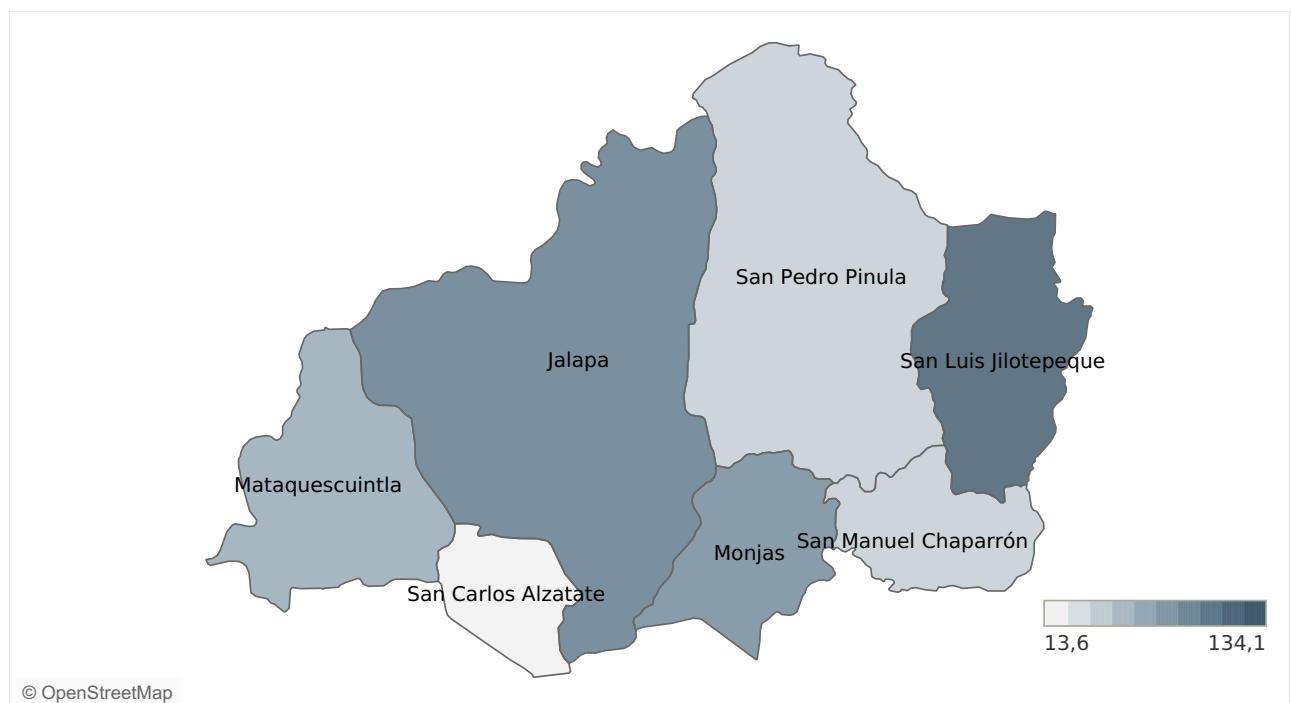 San Pedro Pinula
Jalapa
San Luis Jilotepeque
Mataquescuintla
San Manuel Chaparrón
Monjas
San Carlos Alzatate
13,6
134,1
© OpenStreetMap